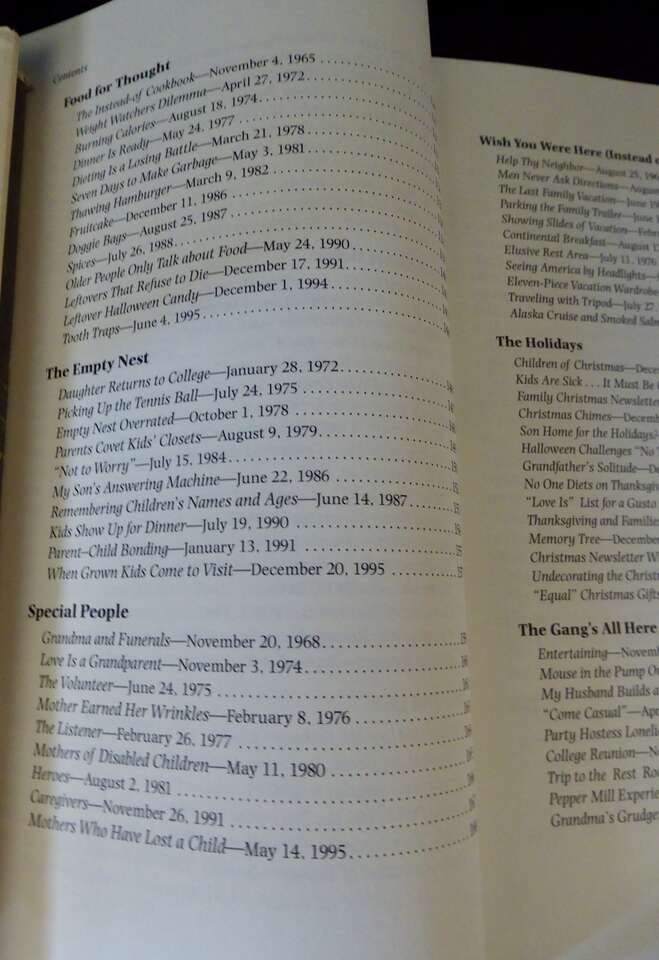 Contents
Food for Thought
The Instead-of Cookbook—November 4, 1965
Weight Watchers Dilemma—April 27, 1972
Burning Calories—August 18, 1974
Dinner Is Ready—May 24, 1977
Dieting Is a Losing Battle—March 21, 1978
Seven Days to Make Garbage—May 3, 1981
Thawing Hamburger—March 9, 1982
Fruitcake—December 11, 1986
Doggie Bags—August 25, 1987
Spices—July 26, 1988
Older People Only Talk about Food—May 24, 1990
Leftovers That Refuse to Die—December 17, 1991
Leftover Halloween Candy—December 1, 1994
Tooth Traps—June 4, 1995
The Empty Nest
Daughter Returns to College—January 28, 1972
Picking Up the Tennis Ball—July 24, 1975
Empty Nest Overrated—October 1, 1978
Parents Covet Kids' Closets—August 9, 1979
"Not to Worry"—July 15, 1984
My Son's Answering Machine—June 22, 1986
Remembering Children's Names and Ages—June 14, 1987
Kids Show Up for Dinner—July 19, 1990
Parent–Child Bonding—January 13, 1991
When Grown Kids Come to Visit—December 20, 1995
Special People
Grandma and Funerals—November 20, 1968
Love Is a Grandparent—November 3, 1974
The Volunteer—June 24, 1975
Mother Earned Her Wrinkles—February 8, 1976
The Listener—February 26, 1977
Mothers of Disabled Children—May 11, 1980
Heroes—August 2, 1981
Caregivers—November 26, 1991
Mothers Who Have Lost a Child—May 14, 1995
Wish You Were Here (Instead
Help Thy Neighbor—August 25,
Men Never Ask Directions—August
The Last Family Vacation—June
Parking the Family Trailer—June
Showing Slides of Vacation—
Continental Breakfast—August
Elusive Rest Area—July 13, 1976
Seeing America by Headlights—
Eleven-Piece Vacation Wardrobe
Traveling with Tripod—July 27
Alaska Cruise and Smoked
The Holidays
Children of Christmas—
Kids Are Sick . . . It Must Be
Family Christmas Newsletter
Christmas Chimes—
Son Home for the Holidays?
Halloween Challenges "No
Grandfather's Solitude—
No One Diets on Thanksgiving
"Love Is" List for a Gusto
Thanksgiving and Families
Memory Tree—December
Christmas Newsletter
Undecorating the
"Equal" Christmas Gifts
The Gang's All Here
Entertaining—
Mouse in the Pump
My Husband Builds
"Come Casual"—
Party Hostess
College Reunion—
Trip to the Rest
Pepper Mill
Grandma's